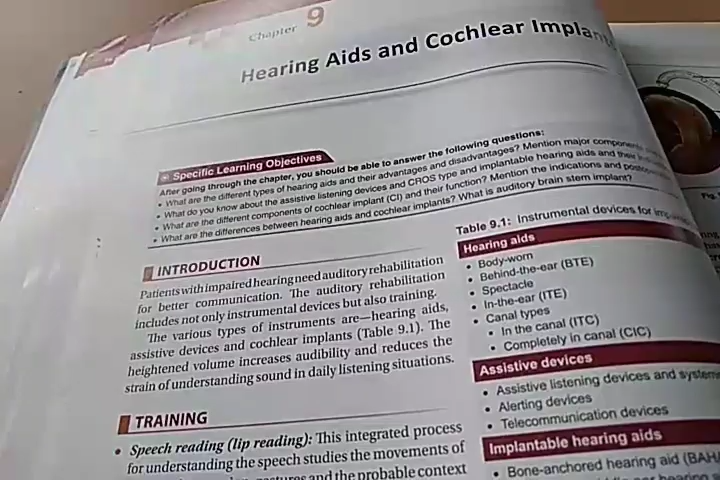 Chapter 9
Hearing Aids and Cochlear Implan
Specific Learning Objectives
After going through the chapter, you should be able to answer the following questions:
• What are the different types of hearing aids and their advantages and disadvantages? Mention major
• What do you know about the assistive listening devices and CROS type and implantable hearing aids and their
• What are the different components of cochlear implant (CI) and their function? Mention the indications and
• What are the differences between hearing aids and cochlear implants? What is auditory brain stem implant?
INTRODUCTION
Patients with impaired hearing need auditory rehabilitation
for better communication. The auditory rehabilitation
includes not only instrumental devices but also training.
The various types of instruments are—hearing aids,
assistive devices and cochlear implants (Table 9.1). The
heightened volume increases audibility and reduces the
strain of understanding sound in daily listening situations.
TRAINING
• Speech reading (lip reading): This integrated process
for understanding the speech studies the movements of
and the probable context
Table 9.1: Instrumental devices for
Hearing aids
• Body-worn
• Behind-the-ear (BTE)
• Spectacle
• In-the-ear (ITE)
• Canal types
• In the canal (ITC)
• Completely in canal (CIC)
Assistive devices
• Assistive listening devices and
• Alerting devices
• Telecommunication devices
Implantable hearing aids
• Bone-anchored hearing aid (BAHA